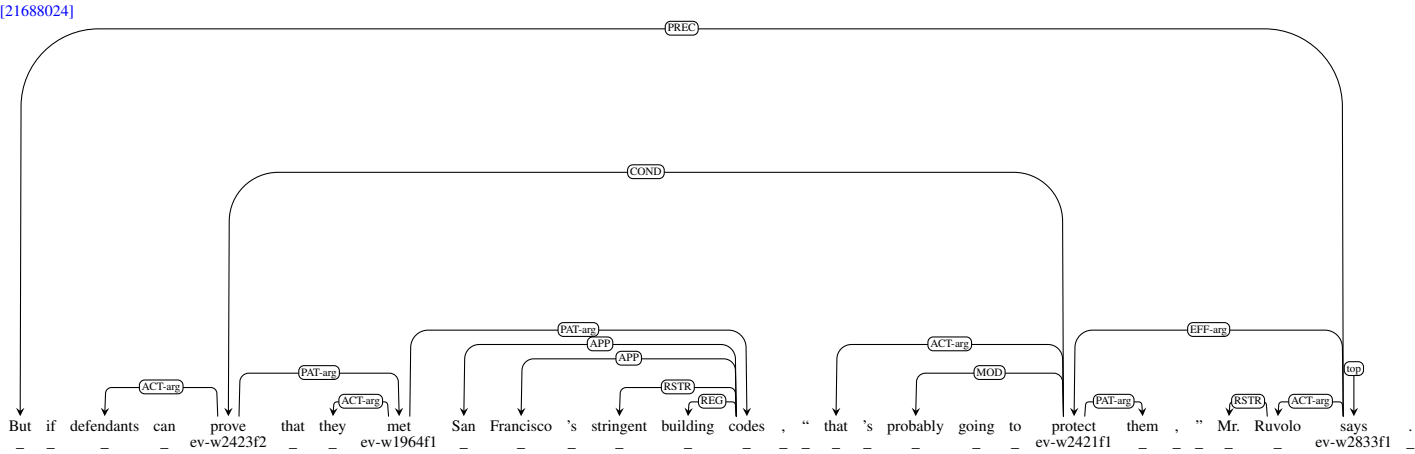 [21688024]
PREC
COND
PAT-arg EFF-arg
APP ACT-arg
APP
PAT-arg MOD top
ACT-arg RSTR
ACT-arg REG PAT-arg RSTR ACT-arg
But if defendants can prove that they met San Francisco 's stringent building codes , “ that 's probably going to protect them , ” Mr. Ruvolo says .
ev-w2423f2 ev-w1964f1 ev-w2421f1 ev-w2833f1
_ _ _ _ _ _ _ _ _ _ _ _ _ _ _ _ _ _ _ _ _ _ _ _ _ _ _ _